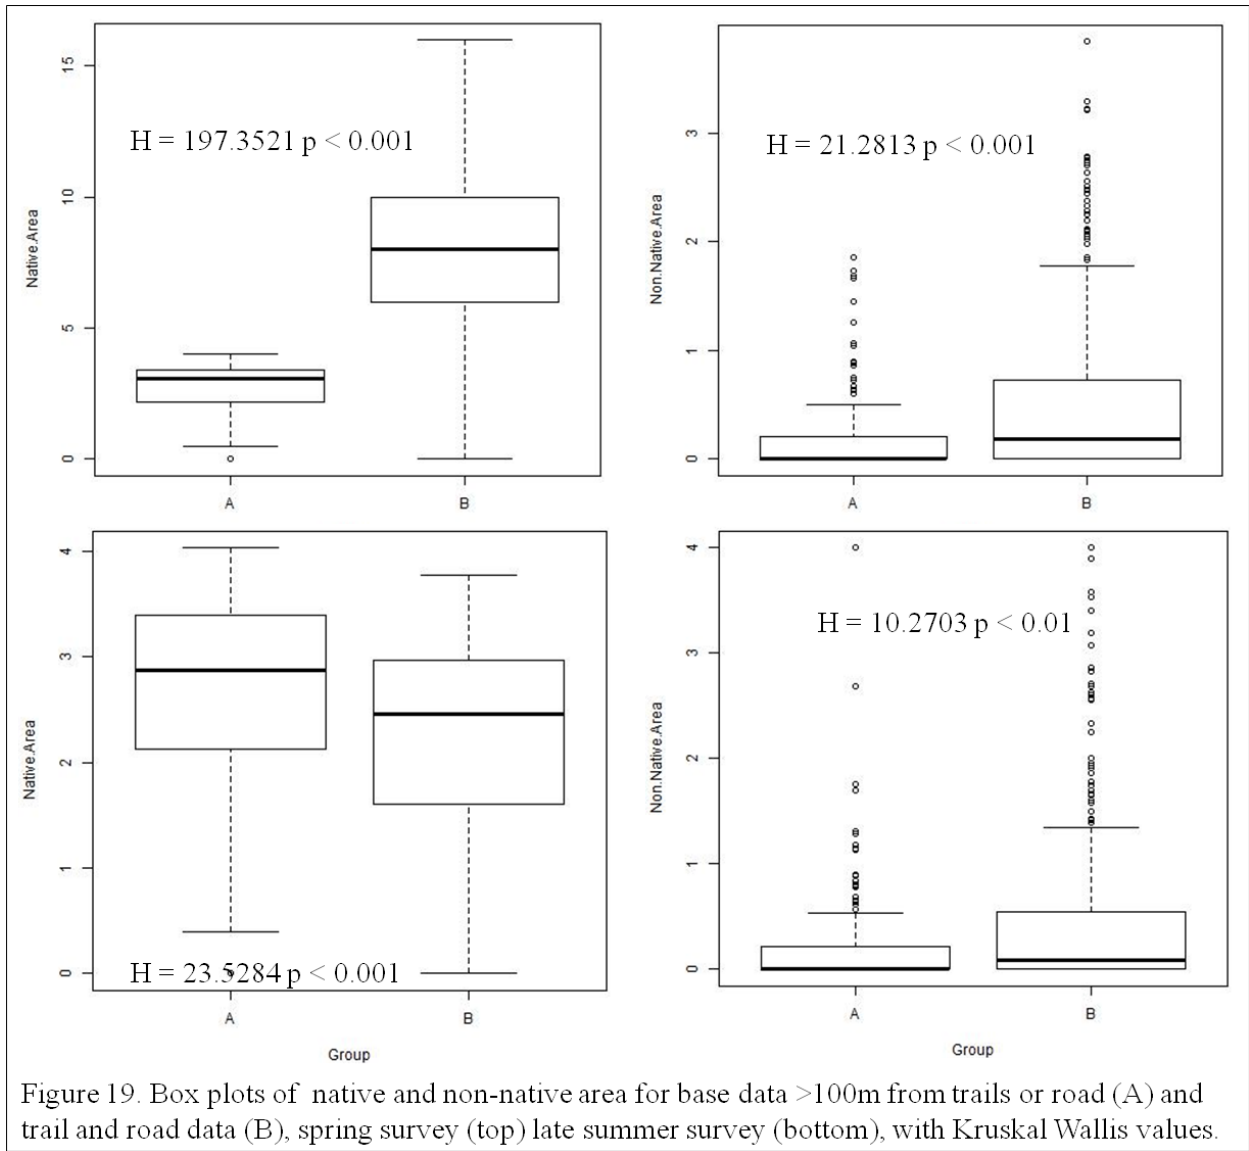 15
10
5
0
Native.Area
H = 197.3521 p < 0.001
A B
3
2
1
0
Non.Native.Area
H = 21.2813 p < 0.001
A B
4
3
2
1
0
Native.Area
H = 23.5284 p < 0.001
A B
Group
4
3
2
1
0
Non.Native.Area
H = 10.2703 p < 0.01
A B
Group
Figure 19. Box plots of native and non-native area for base data >100m from trails or road (A) and
trail and road data (B), spring survey (top) late summer survey (bottom), with Kruskal Wallis values.